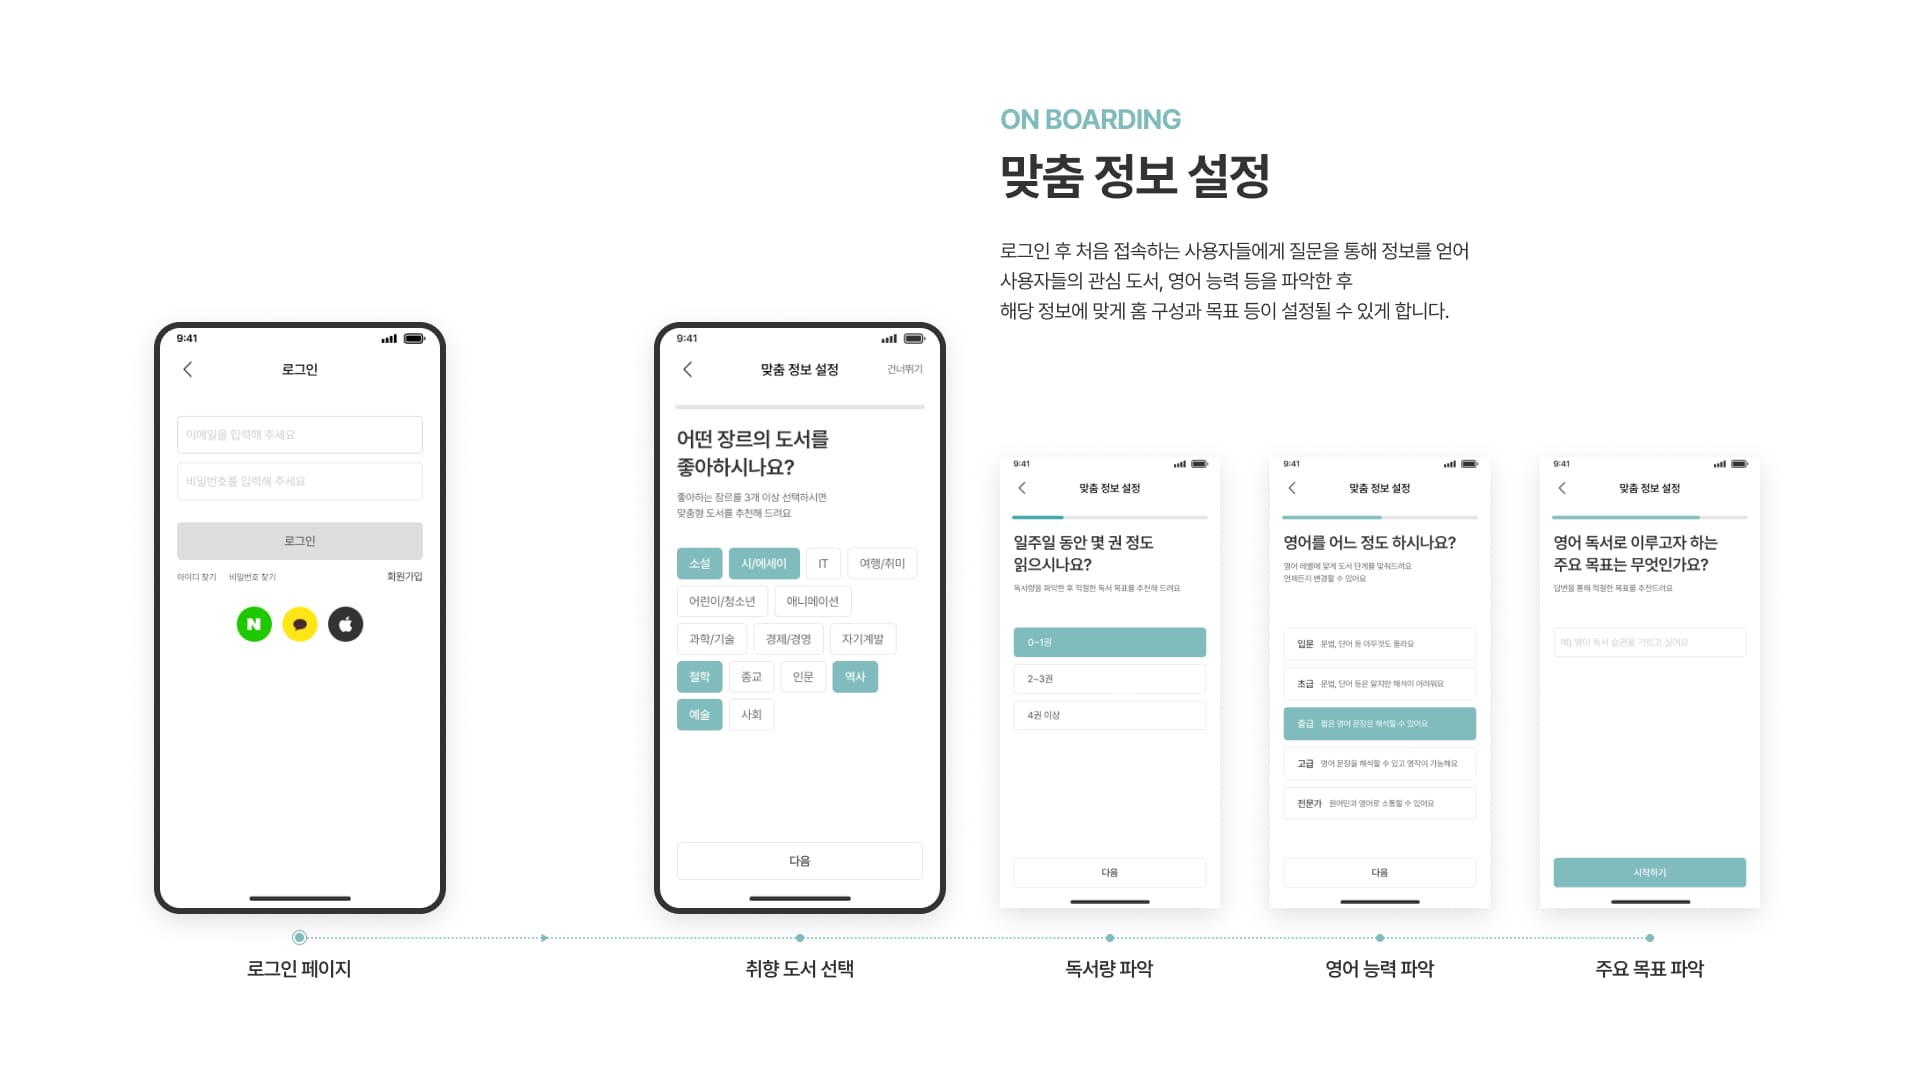 ON BOARDING
맞춤 정보 설정
로그인 후 처음 접속하는 사용자들에게 질문을 통해 정보를 얻어
사용자들의 관심 도서, 영어 능력 등을 파악한 후
해당 정보에 맞게 홈 구성과 목표 등이 설정될 수 있게 합니다.
9:41
로그인
이메일을 입력해 주세요
비밀번호를 입력해 주세요
로그인
아이디 찾기 비밀번호 찾기 회원가입
N
9:41
맞춤 정보 설정 건너뛰기
어떤 장르의 도서를
좋아하시나요?
좋아하는 장르를 3개 이상 선택하시면
맞춤형 도서를 추천해 드려요
소설 시/에세이 IT 여행/취미
어린이/청소년 애니메이션
과학/기술 경제/경영 자기계발
철학 종교 인문 역사
예술 사회
다음
9:41
맞춤 정보 설정
일주일 동안 몇 권 정도
읽으시나요?
독서량을 파악한 후 적절한 독서 목표를 추천해 드려요
0~1권
2~3권
4권 이상
다음
9:41
맞춤 정보 설정
영어를 어느 정도 하시나요?
영어 레벨에 맞게 도서 단계를 맞춰드려요
언제든지 변경할 수 있어요
입문 문법, 단어 등 아무것도 몰라요
초급 문법, 단어 등은 알지만 해석이 어려워요
중급 짧은 영어 문장은 해석할 수 있어요
고급 영어 문장을 해석할 수 있고 영작이 가능해요
전문가 원어민과 영어로 소통할 수 있어요
다음
9:41
맞춤 정보 설정
영어 독서로 이루고자 하는
주요 목표는 무엇인가요?
답변을 통해 적절한 목표를 추천드려요
예) 영어 독서 습관을 기르고 싶어요
시작하기
로그인 페이지
취향 도서 선택
독서량 파악
영어 능력 파악
주요 목표 파악